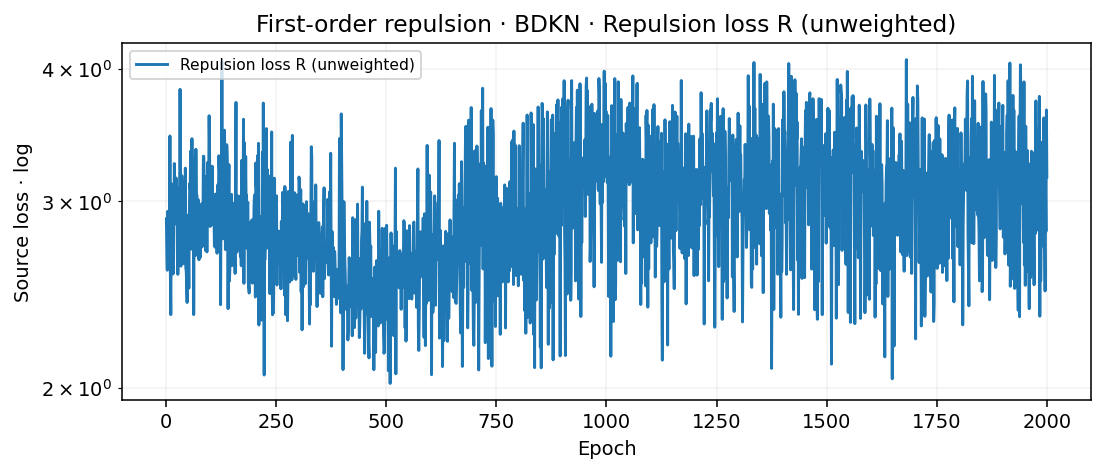 First-order repulsion · BDKN · Repulsion loss R (unweighted)
Repulsion loss R (unweighted)
Source loss · log
4 × 10⁰
3 × 10⁰
2 × 10⁰
0 250 500 750 1000 1250 1500 1750 2000
Epoch